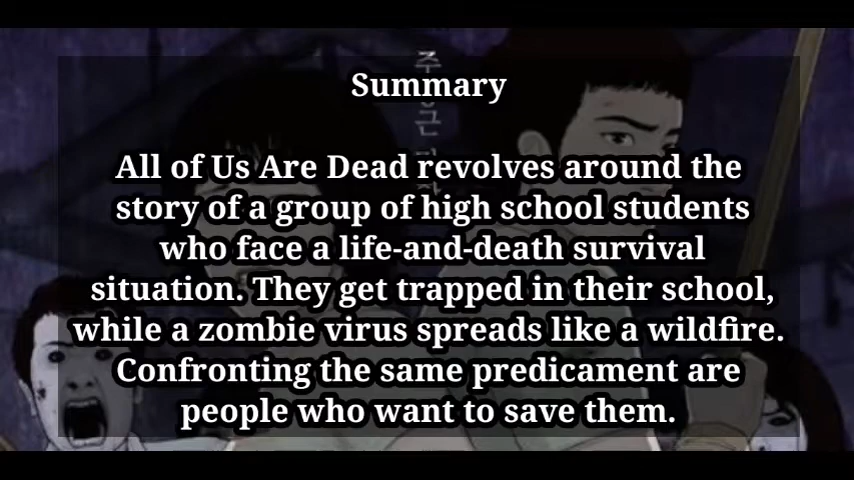 Summary
All of Us Are Dead revolves around the
story of a group of high school students
who face a life-and-death survival
situation. They get trapped in their school,
while a zombie virus spreads like a wildfire.
Confronting the same predicament are
people who want to save them.